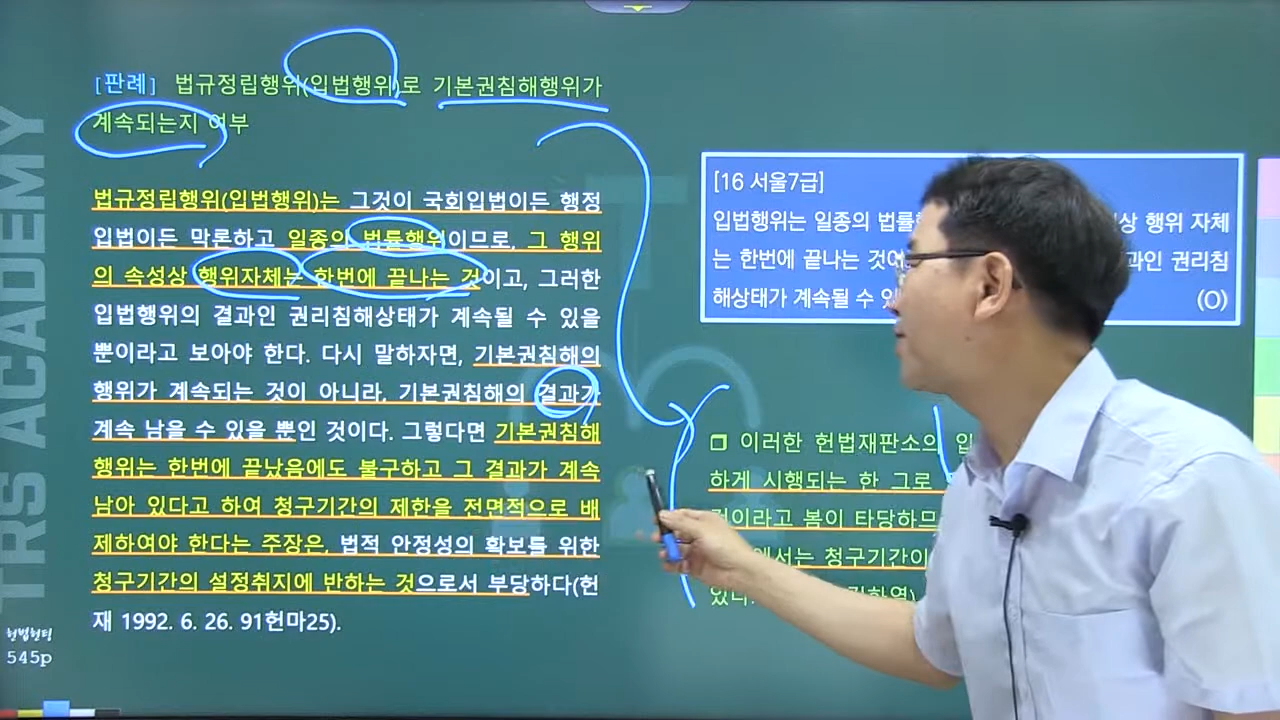 [판례] 법규정립행위(입법행위)로 기본권침해행위가
계속되는지 여부
법규정립행위(입법행위)는 그것이 국회입법이든 행정
입법이든 막론하고 일종의 법률행위이므로, 그 행위
의 속성상 행위자체는 한번에 끝나는 것이고, 그러한
입법행위의 결과인 권리침해상태가 계속될 수 있을
뿐이라고 보아야 한다. 다시 말하자면, 기본권침해의
행위가 계속되는 것이 아니라, 기본권침해의 결과가
계속 남을 수 있을 뿐인 것이다. 그렇다면 기본권침해
행위는 한번에 끝났음에도 불구하고 그 결과가 계속
남아 있다고 하여 청구기간의 제한을 전면적으로 배
제하여야 한다는 주장은, 법적 안정성의 확보를 위한
청구기간의 설정취지에 반하는 것으로서 부당하다(헌
재 1992. 6. 26. 91헌마25).
[16 서울7급]
입법행위는 일종의 법률 상 행위 자체
는 한번에 끝나는 것이 과인 권리침
해상태가 계속될 수 (O)
이러한 헌법재판소의 입
하게 시행되는 한 그로
것이라고 봄이 타당하므
에서는 청구기간이
있다.
TRS ACADEMY
헌법헌팅
545p